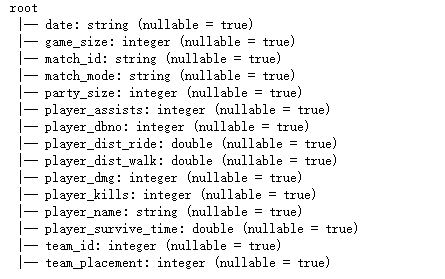 root
 |-- date: string (nullable = true)
 |-- game_size: integer (nullable = true)
 |-- match_id: string (nullable = true)
 |-- match_mode: string (nullable = true)
 |-- party_size: integer (nullable = true)
 |-- player_assists: integer (nullable = true)
 |-- player_dbno: integer (nullable = true)
 |-- player_dist_ride: double (nullable = true)
 |-- player_dist_walk: double (nullable = true)
 |-- player_dmg: integer (nullable = true)
 |-- player_kills: integer (nullable = true)
 |-- player_name: string (nullable = true)
 |-- player_survive_time: double (nullable = true)
 |-- team_id: integer (nullable = true)
 |-- team_placement: integer (nullable = true)